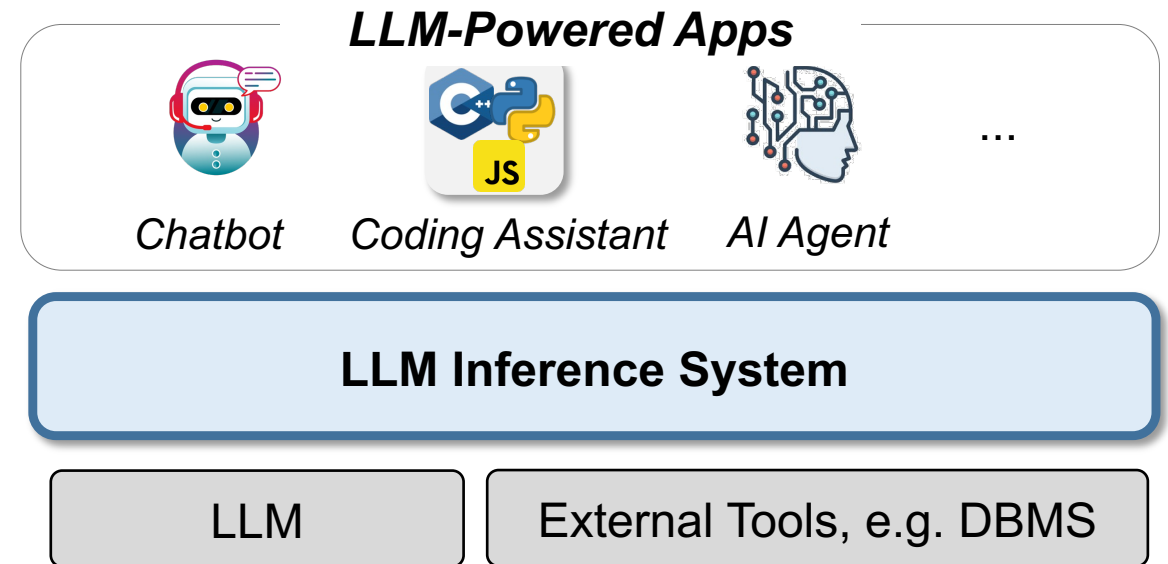 LLM-Powered Apps
C ++
JS
...
Chatbot Coding Assistant AI Agent
LLM Inference System
LLM External Tools, e.g. DBMS